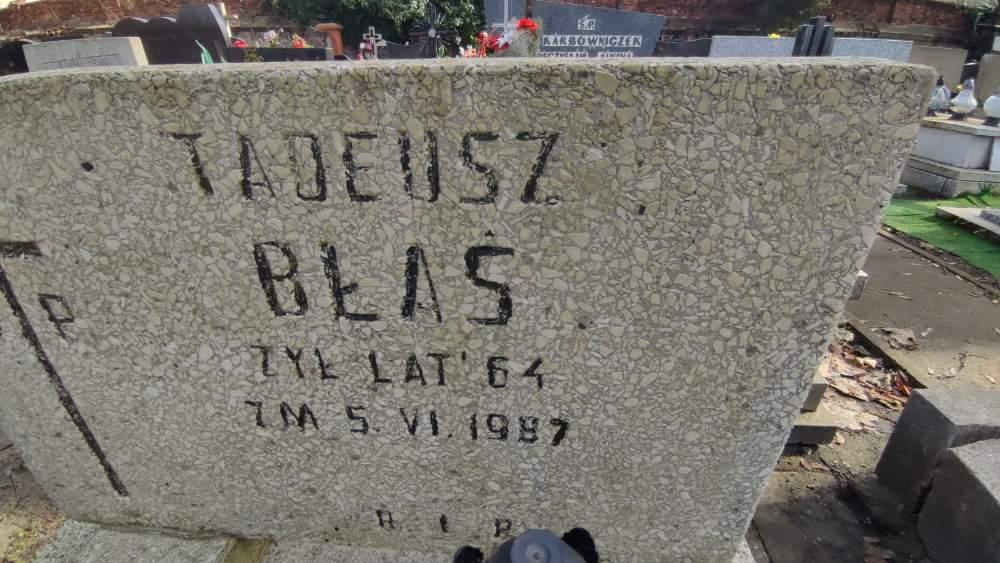 Ś.P.
KARBOWNICZEK
TADEUSZ
BŁAŚ
P
ŻYŁ LAT 64
ZM 5. VI. 1987
R I P